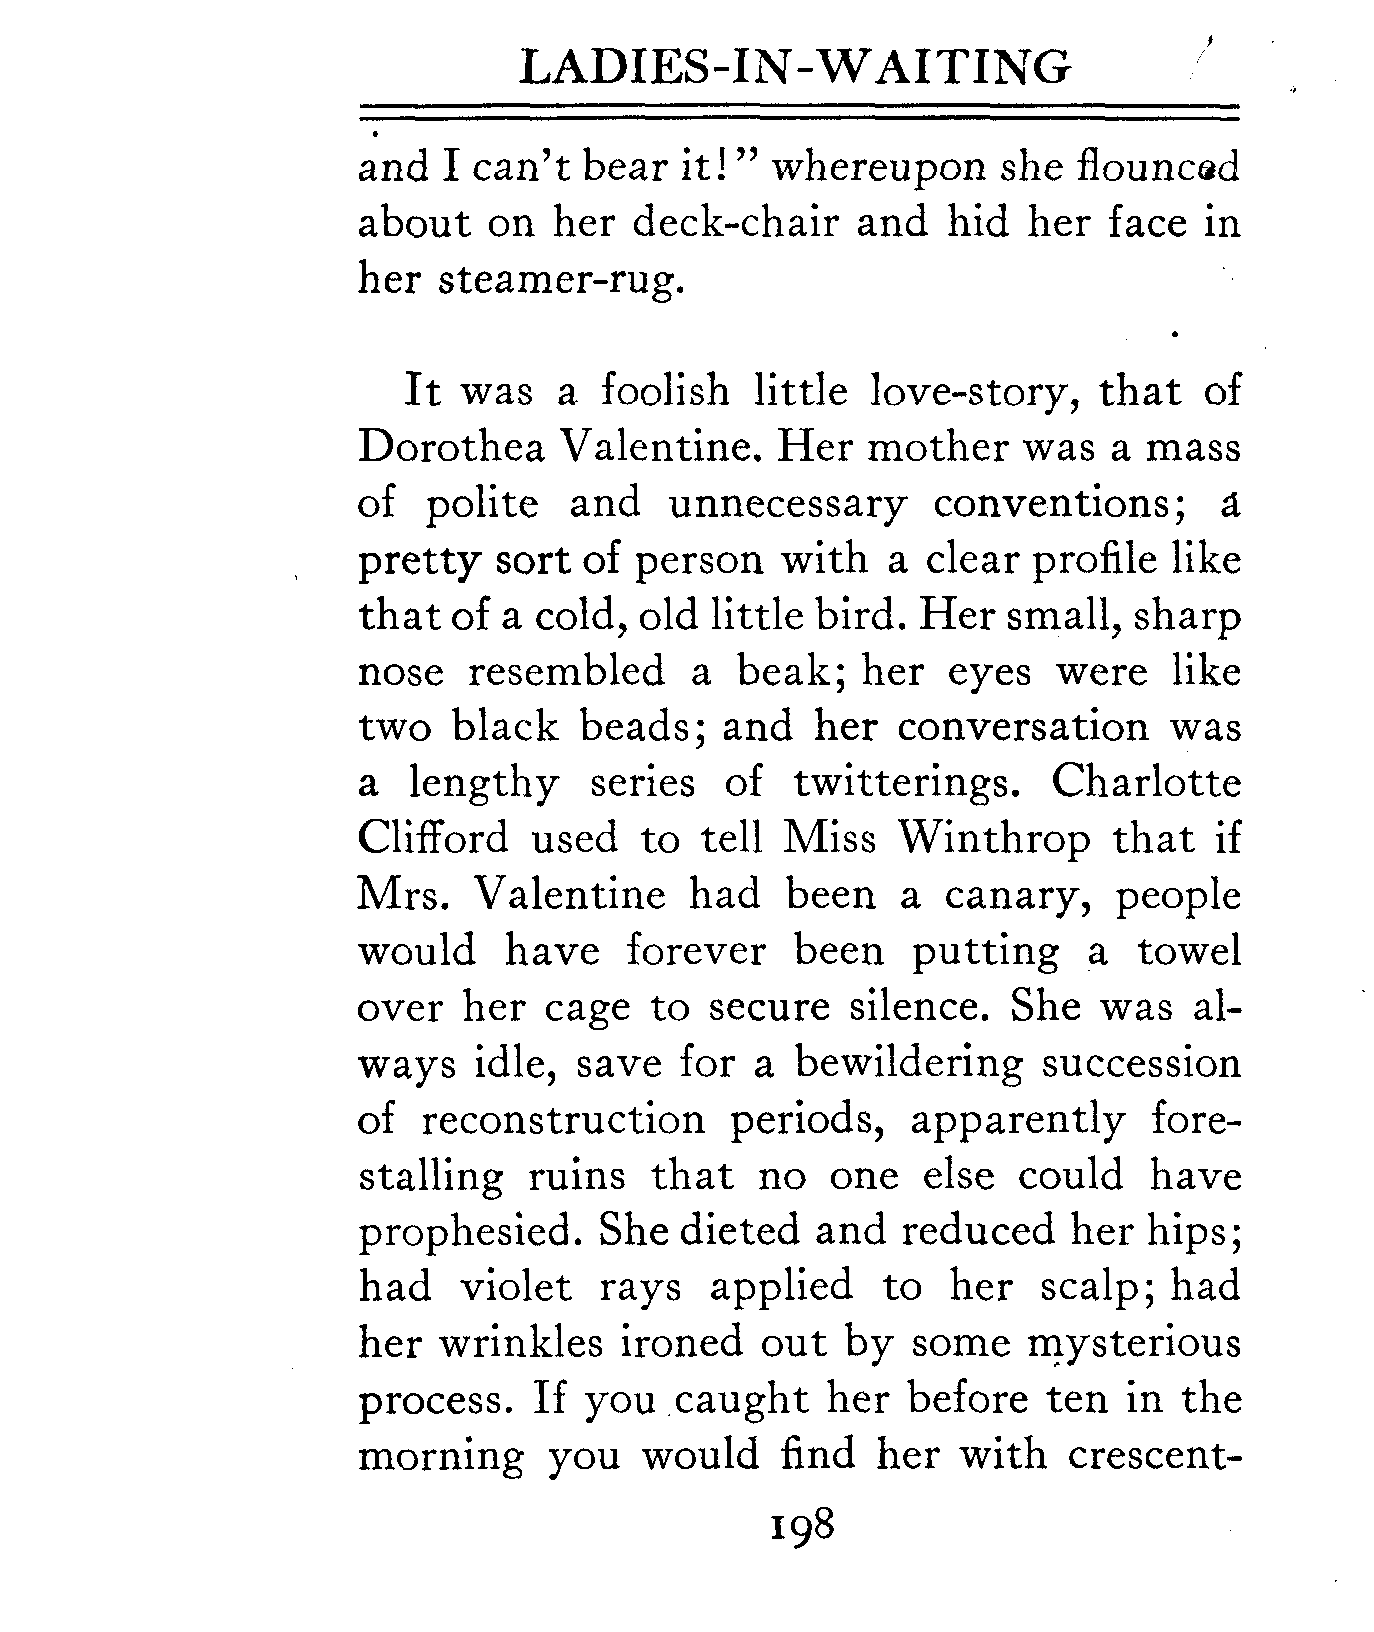 LADIES-IN-WAITING
and I can't bear it!" whereupon she flounced
about on her deck-chair and hid her face in
her steamer-rug.
It was a foolish little love-story, that of
Dorothea Valentine. Her mother was a mass
of polite and unnecessary conventions; a
pretty sort of person with a clear profile like
that of a cold, old little bird. Her small, sharp
nose resembled a beak; her eyes were like
two black beads; and her conversation was
a lengthy series of twitterings. Charlotte
Clifford used to tell Miss Winthrop that if
Mrs. Valentine had been a canary, people
would have forever been putting a towel
over her cage to secure silence. She was al-
ways idle, save for a bewildering succession
of reconstruction periods, apparently fore-
stalling ruins that no one else could have
prophesied. She dieted and reduced her hips;
had violet rays applied to her scalp; had
her wrinkles ironed out by some mysterious
process. If you caught her before ten in the
morning you would find her with crescent-
198